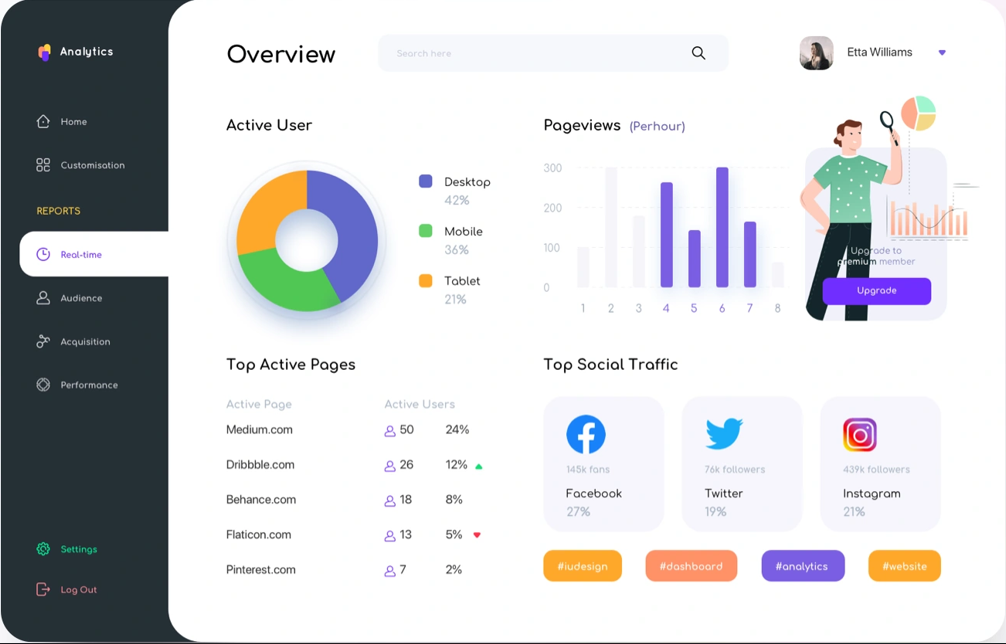 Analytics
Home
Customisation
REPORTS
Real-time
Audience
Acquisition
Performance
Settings
Log Out
Overview
Search here
Etta Williams
Active User
Desktop
42%
Mobile
36%
Tablet
21%
Pageviews (Perhour)
300
200
100
0
1 2 3 4 5 6 7 8
Upgrade to
premium member
Upgrade
Top Active Pages
Active Page Active Users
Medium.com 50 24%
Dribbble.com 26 12%
Behance.com 18 8%
Flaticon.com 13 5%
Pinterest.com 7 2%
Top Social Traffic
145k fans
Facebook
27%
76k followers
Twitter
19%
439k followers
Instagram
21%
#iudesign #dashboard #analytics #website